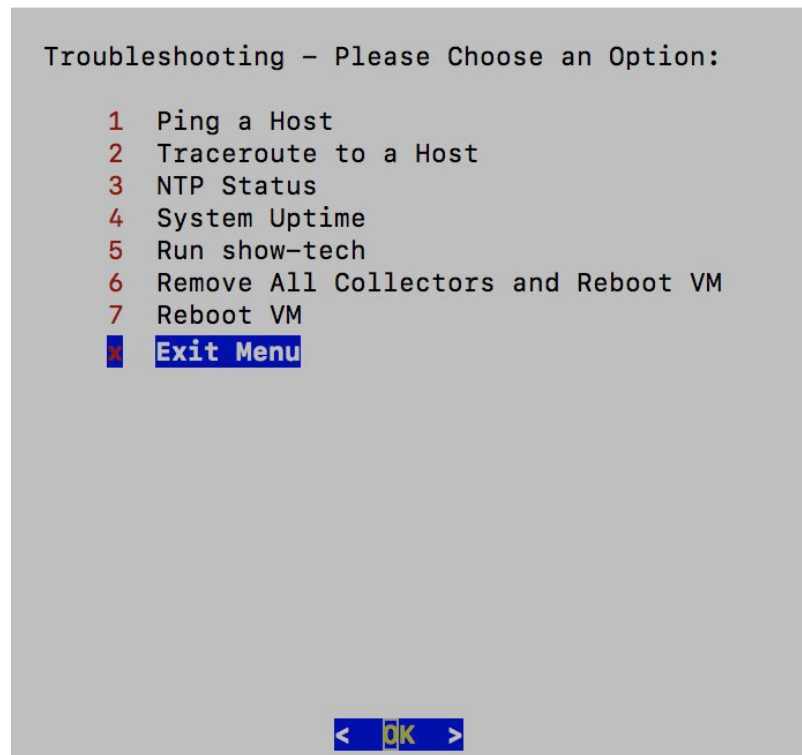 Troubleshooting – Please Choose an Option:
1 Ping a Host
2 Traceroute to a Host
3 NTP Status
4 System Uptime
5 Run show-tech
6 Remove All Collectors and Reboot VM
7 Reboot VM
x Exit Menu
< OK >